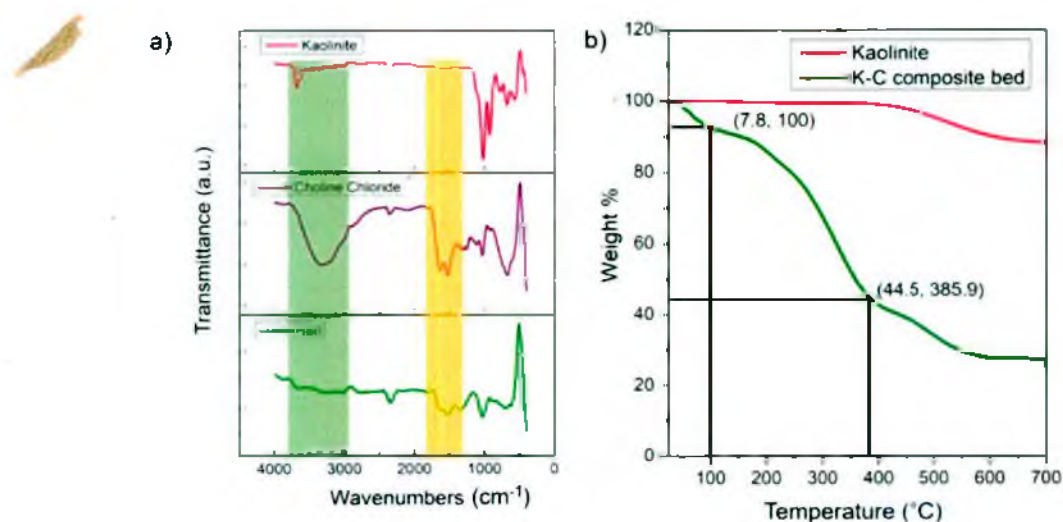 a)
Kaolinite
Choline Chloride
Transmittance (a.u.)
4000 3000 2000 1000 0
Wavenumbers (cm⁻¹)
b)
Kaolinite
K-C composite bed
120
100
80
60
40
20
0
(7.8, 100)
(44.5, 385.9)
Weight %
100 200 300 400 500 600 700
Temperature (°C)